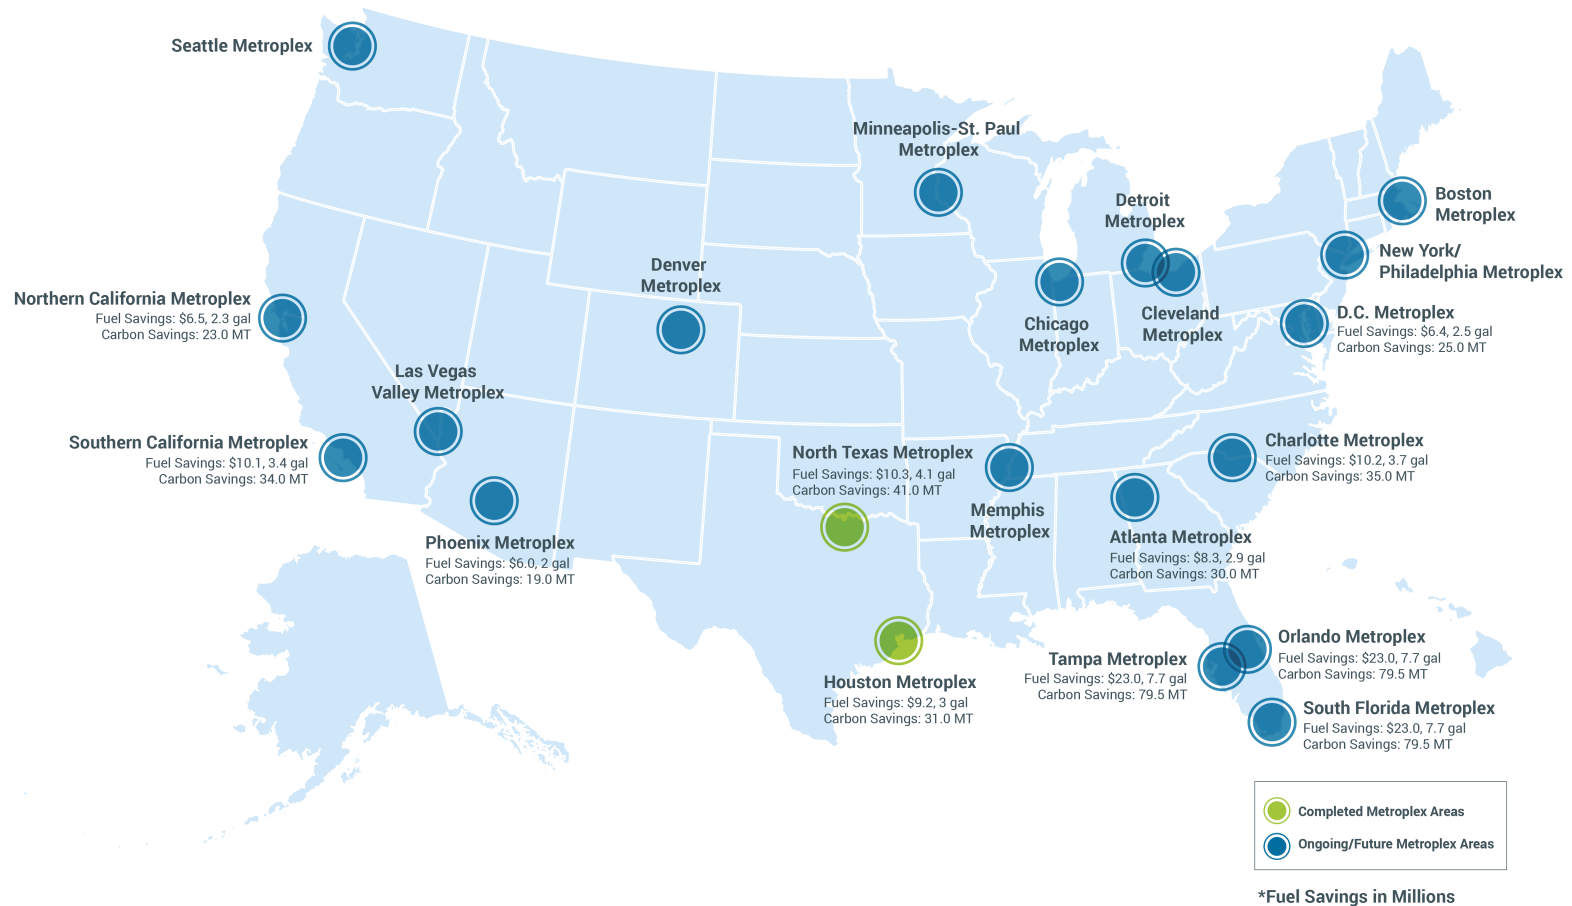 Seattle Metroplex
Minneapolis-St. Paul
Metroplex
Detroit
Metroplex
Boston
Metroplex
New York/
Philadelphia Metroplex
Denver
Metroplex
Northern California Metroplex
Fuel Savings: $6.5, 2.3 gal
Carbon Savings: 23.0 MT
Chicago
Metroplex
Cleveland
Metroplex
D.C. Metroplex
Fuel Savings: $6.4, 2.5 gal
Carbon Savings: 25.0 MT
Las Vegas
Valley Metroplex
Southern California Metroplex
Fuel Savings: $10.1, 3.4 gal
Carbon Savings: 34.0 MT
North Texas Metroplex
Fuel Savings: $10.3, 4.1 gal
Carbon Savings: 41.0 MT
Charlotte Metroplex
Fuel Savings: $10.2, 3.7 gal
Carbon Savings: 35.0 MT
Memphis
Metroplex
Phoenix Metroplex
Fuel Savings: $6.0, 2 gal
Carbon Savings: 19.0 MT
Atlanta Metroplex
Fuel Savings: $8.3, 2.9 gal
Carbon Savings: 30.0 MT
Orlando Metroplex
Fuel Savings: $23.0, 7.7 gal
Carbon Savings: 79.5 MT
Tampa Metroplex
Fuel Savings: $23.0, 7.7 gal
Carbon Savings: 79.5 MT
Houston Metroplex
Fuel Savings: $9.2, 3 gal
Carbon Savings: 31.0 MT
South Florida Metroplex
Fuel Savings: $23.0, 7.7 gal
Carbon Savings: 79.5 MT
Completed Metroplex Areas
Ongoing/Future Metroplex Areas
*Fuel Savings in Millions